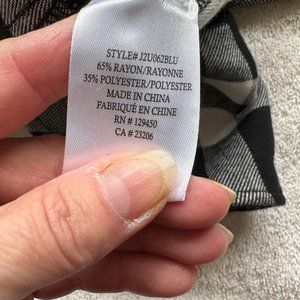 STYLE# J2U062BLU
65% RAYON/RAYONNE
35% POLYESTER/POLYESTER
MADE IN CHINA
FABRIQUÉ EN CHINE
RN # 129450
CA # 23206